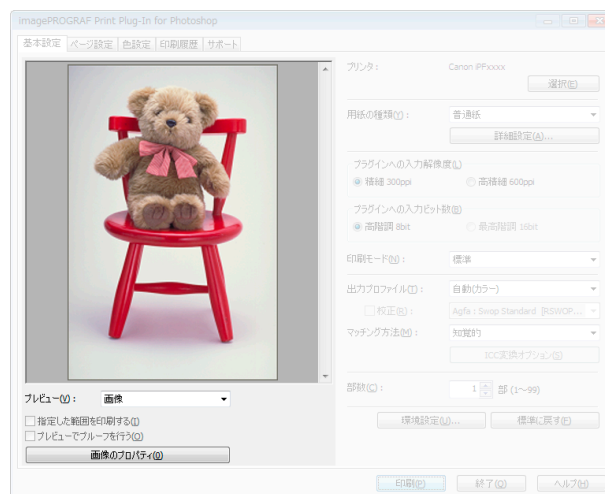 imagePROGRAF Print Plug-In for Photoshop
基本設定 ページ設定 色設定 印刷履歴 サポート
プリンタ： Canon iPFxxxx
選択(E)
用紙の種類(Y)： 普通紙
詳細設定(A)...
プラグインへの入力解像度(L)
精細 300ppi 高精細 600ppi
プラグインへの入力ビット数(B)
高階調 8bit 最高階調 16bit
印刷モード(N)： 標準
出力プロファイル(T)： 自動(カラー)
校正(R)： Agfa : Swop Standard [RSWOP...
マッチング方法(M)： 知覚的
ICC変換オプション(S)
部数(C)： 1 部 (1～99)
環境設定(U)... 標準に戻す(F)
プレビュー(V)： 画像
指定した範囲を印刷する(I)
プレビューでプルーフを行う(O)
画像のプロパティ(0)
印刷(P) 終了(Q) ヘルプ(H)